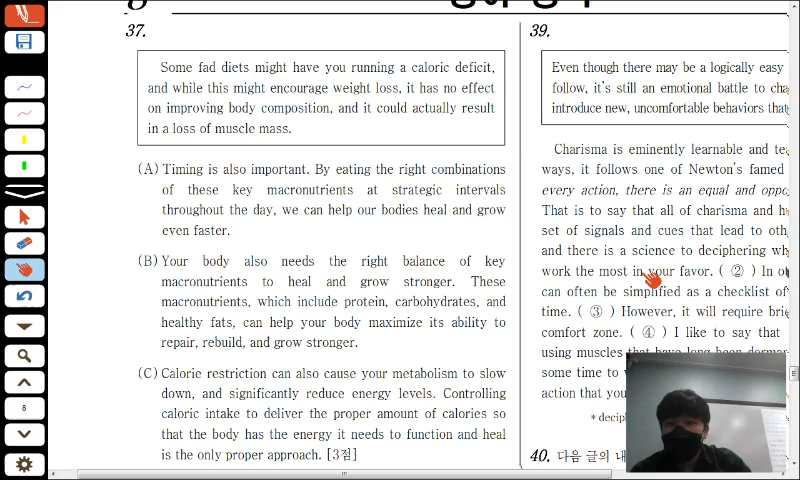 37.
Some fad diets might have you running a caloric deficit,
and while this might encourage weight loss, it has no effect
on improving body composition, and it could actually result
in a loss of muscle mass.
(A) Timing is also important. By eating the right combinations
of these key macronutrients at strategic intervals
throughout the day, we can help our bodies heal and grow
even faster.
(B) Your body also needs the right balance of key
macronutrients to heal and grow stronger. These
macronutrients, which include protein, carbohydrates, and
healthy fats, can help your body maximize its ability to
repair, rebuild, and grow stronger.
(C) Calorie restriction can also cause your metabolism to slow
down, and significantly reduce energy levels. Controlling
caloric intake to deliver the proper amount of calories so
that the body has the energy it needs to function and heal
is the only proper approach. [3점]
39.
Even though there may be a logically easy
follow, it's still an emotional battle to cha
introduce new, uncomfortable behaviors that
Charisma is eminently learnable and te
ways, it follows one of Newton's famed
every action, there is an equal and oppo
That is to say that all of charisma and h
set of signals and cues that lead to oth
and there is a science to deciphering wh
work the most in your favor. ( ② ) In o
can often be simplified as a checklist of
time. ( ③ ) However, it will require brie
comfort zone. ( ④ ) I like to say that
using muscles that have long been dorma
some time to
action that you
* deciph
40. 다음 글의 내
8